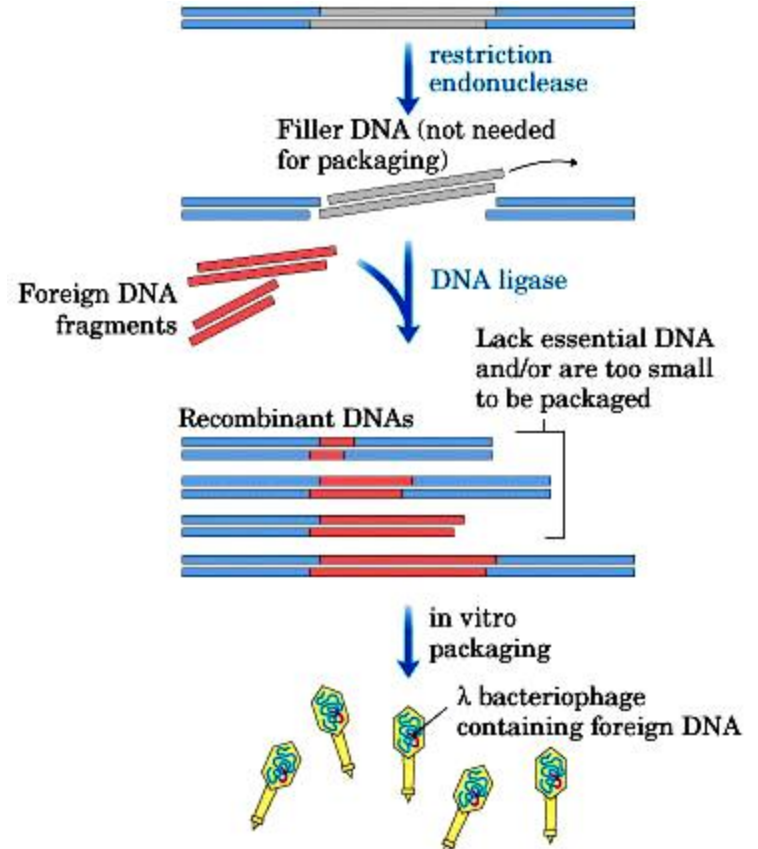 restriction
endonuclease
Filler DNA (not needed
for packaging)
Foreign DNA
fragments
DNA ligase
Lack essential DNA
and/or are too small
to be packaged
Recombinant DNAs
in vitro
packaging
λ bacteriophage
containing foreign DNA